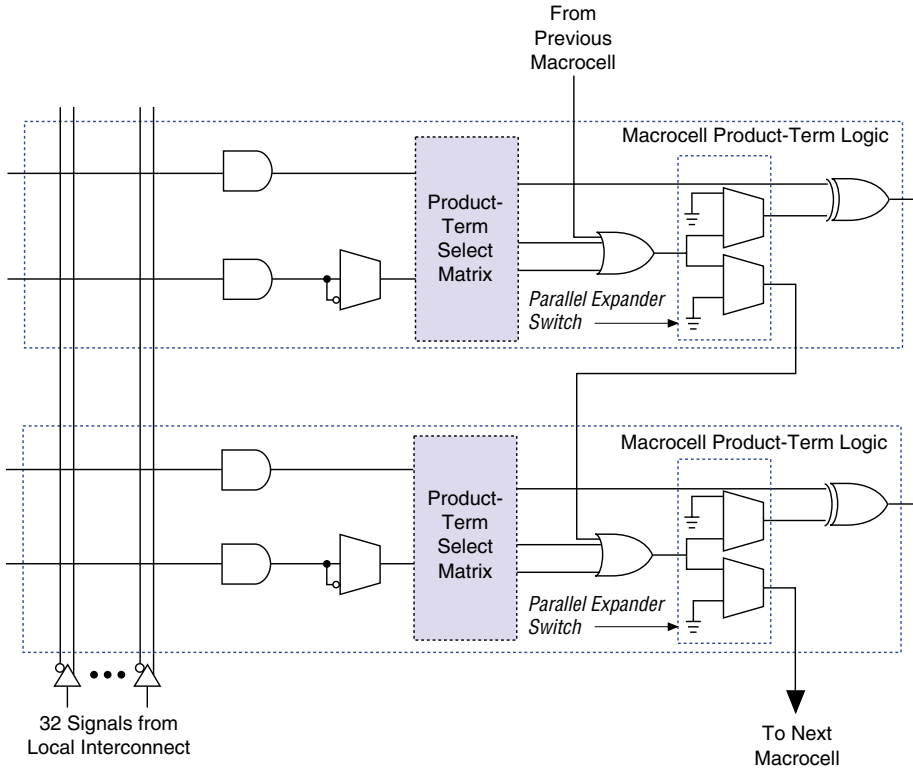 From
Previous
Macrocell
Macrocell Product-Term Logic
Product-
Term
Select
Matrix
Parallel Expander
Switch
Macrocell Product-Term Logic
Product-
Term
Select
Matrix
Parallel Expander
Switch
32 Signals from
Local Interconnect
To Next
Macrocell